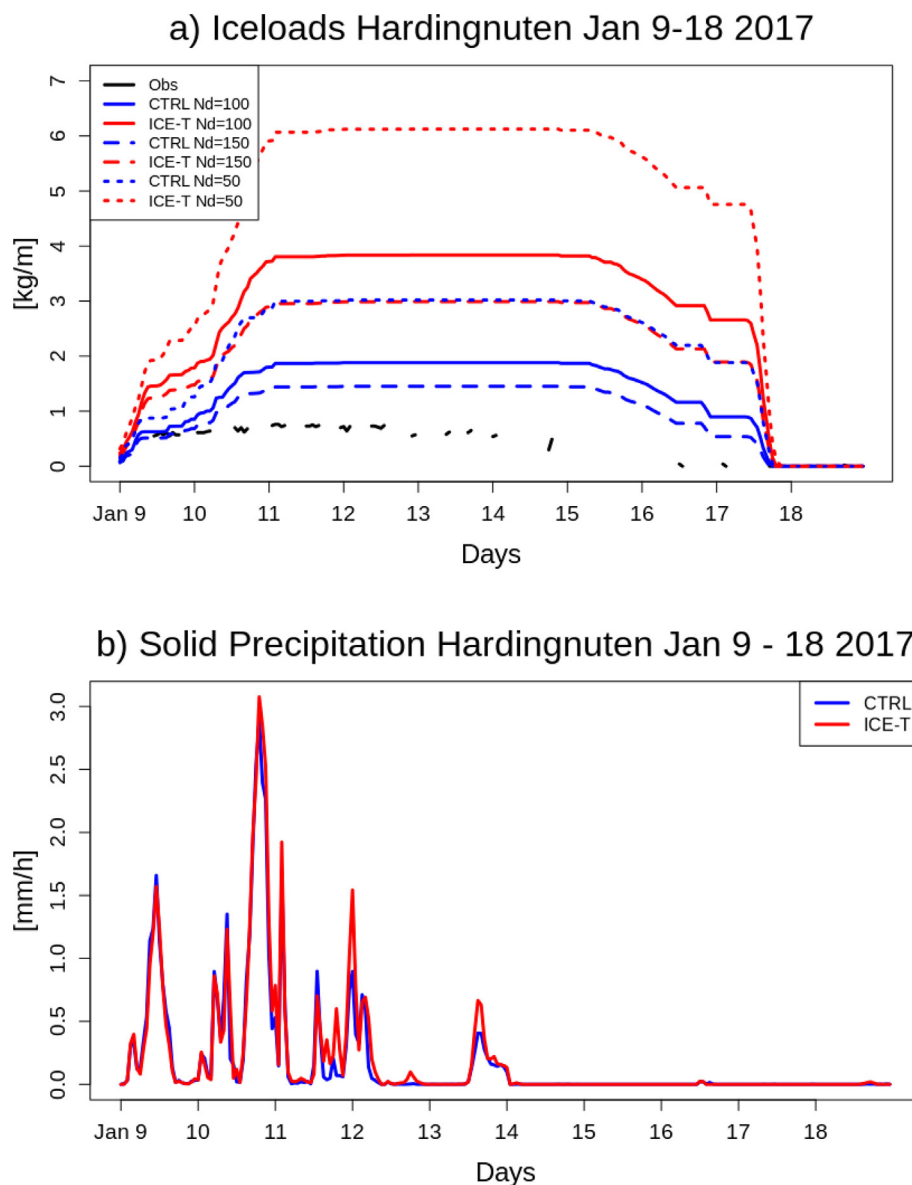 a) Iceloads Hardingnuten Jan 9-18 2017
Obs
CTRL Nd=100
ICE-T Nd=100
CTRL Nd=150
ICE-T Nd=150
CTRL Nd=50
ICE-T Nd=50
[kg/m]
7
6
5
4
3
2
1
0
Jan 9 10 11 12 13 14 15 16 17 18
Days
b) Solid Precipitation Hardingnuten Jan 9 - 18 2017
CTRL
ICE-T
[mm/h]
3.0
2.5
2.0
1.5
1.0
0.5
0.0
Jan 9 10 11 12 13 14 15 16 17 18
Days